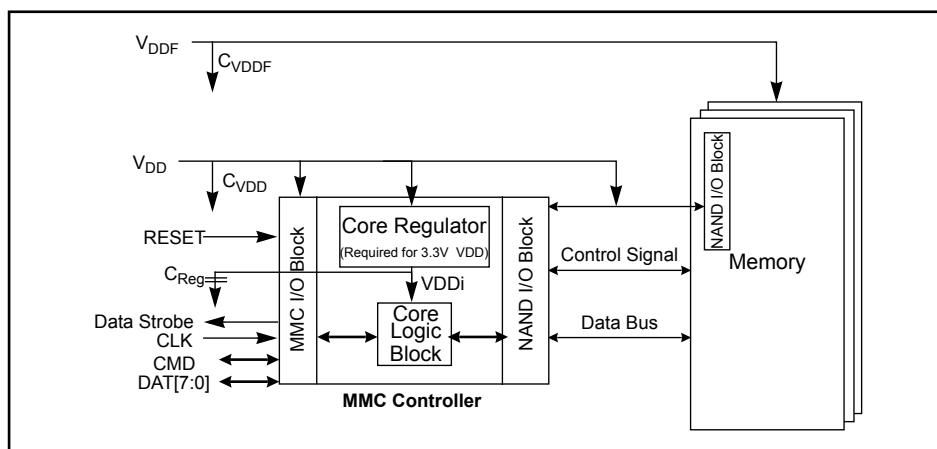 VDDF
CVDDF
VDD
CVDD
RESET
CReg
Data Strobe
CLK
CMD
DAT[7:0]
MMC I/O Block
Core Regulator
(Required for 3.3V VDD)
VDDi
Core
Logic
Block
NAND I/O Block
MMC Controller
Control Signal
Data Bus
NAND I/O Block
Memory